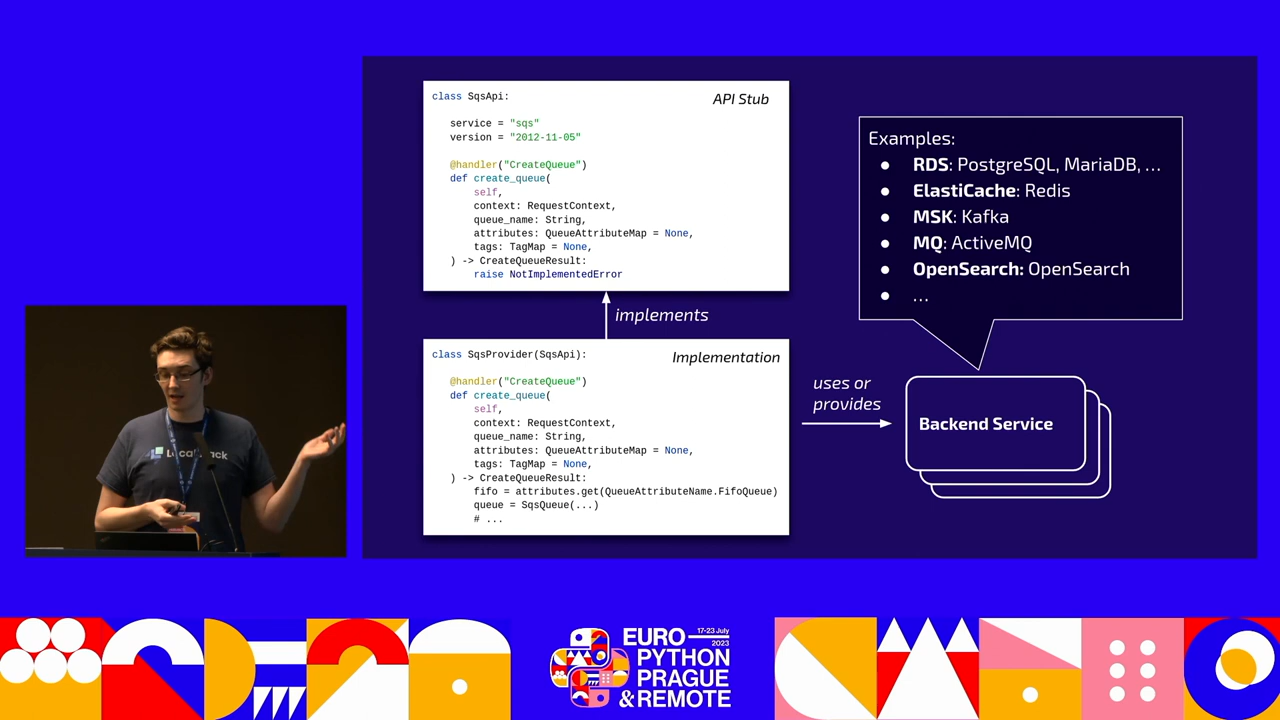 class SqsApi:
API Stub
service = "sqs"
version = "2012-11-05"
@handler("CreateQueue")
def create_queue(
self,
context: RequestContext,
queue_name: String,
attributes: QueueAttributeMap = None,
tags: TagMap = None,
) -> CreateQueueResult:
raise NotImplementedError
implements
class SqsProvider(SqsApi):
Implementation
@handler("CreateQueue")
def create_queue(
self,
context: RequestContext,
queue_name: String,
attributes: QueueAttributeMap = None,
tags: TagMap = None,
) -> CreateQueueResult:
fifo = attributes.get(QueueAttributeName.FifoQueue)
queue = SqsQueue(...)
# ...
uses or
provides
Examples:
● RDS: PostgreSQL, MariaDB, …
● ElastiCache: Redis
● MSK: Kafka
● MQ: ActiveMQ
● OpenSearch: OpenSearch
● …
Backend Service
EURO 17-23 July
2023
PYTHON
PRAGUE
& REMOTE